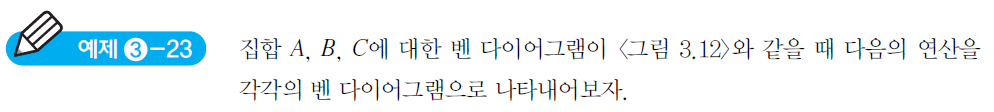 예제 ❸-23 집합 A, B, C에 대한 벤 다이어그램이 <그림 3.12>와 같을 때 다음의 연산을
각각의 벤 다이어그램으로 나타내어보자.